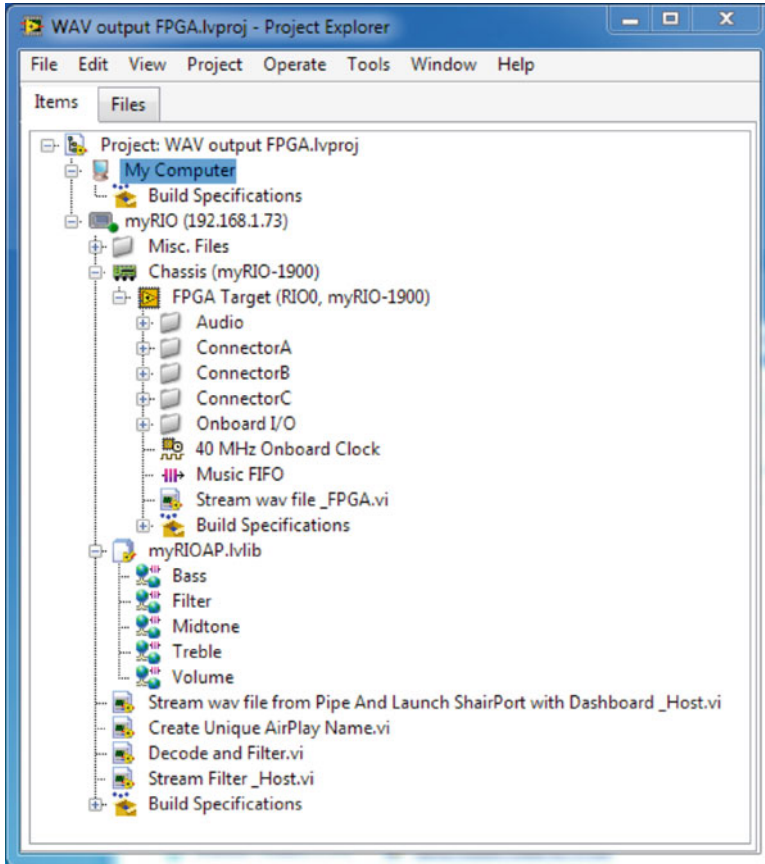 WAV output FPGA.lvproj - Project Explorer
File Edit View Project Operate Tools Window Help
Items Files
Project: WAV output FPGA.lvproj
My Computer
Build Specifications
myRIO (192.168.1.73)
Misc. Files
Chassis (myRIO-1900)
FPGA Target (RIO0, myRIO-1900)
Audio
ConnectorA
ConnectorB
ConnectorC
Onboard I/O
40 MHz Onboard Clock
Music FIFO
Stream wav file _FPGA.vi
Build Specifications
myRIOAP.lvlib
Bass
Filter
Midtone
Treble
Volume
Stream wav file from Pipe And Launch ShairPort with Dashboard _Host.vi
Create Unique AirPlay Name.vi
Decode and Filter.vi
Stream Filter _Host.vi
Build Specifications